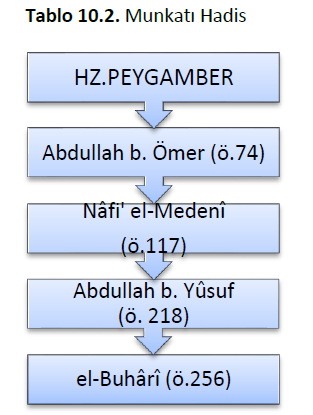 Tablo 10.2. Munkatı Hadis
HZ.PEYGAMBER
Abdullah b. Ömer (ö.74)
Nâfi' el-Medenî
(ö.117)
Abdullah b. Yûsuf
(ö. 218)
el-Buhârî (ö.256)